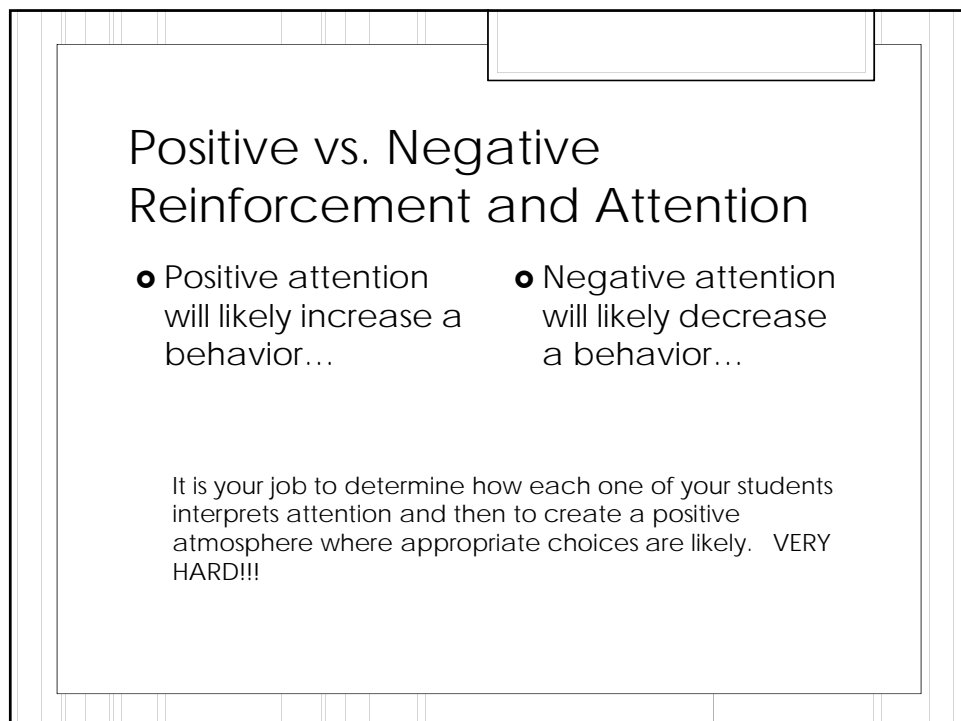 Positive vs. Negative
Reinforcement and Attention
Positive attention
will likely increase a
behavior…
Negative attention
will likely decrease
a behavior…
It is your job to determine how each one of your students
interprets attention and then to create a positive
atmosphere where appropriate choices are likely.   VERY
HARD!!!